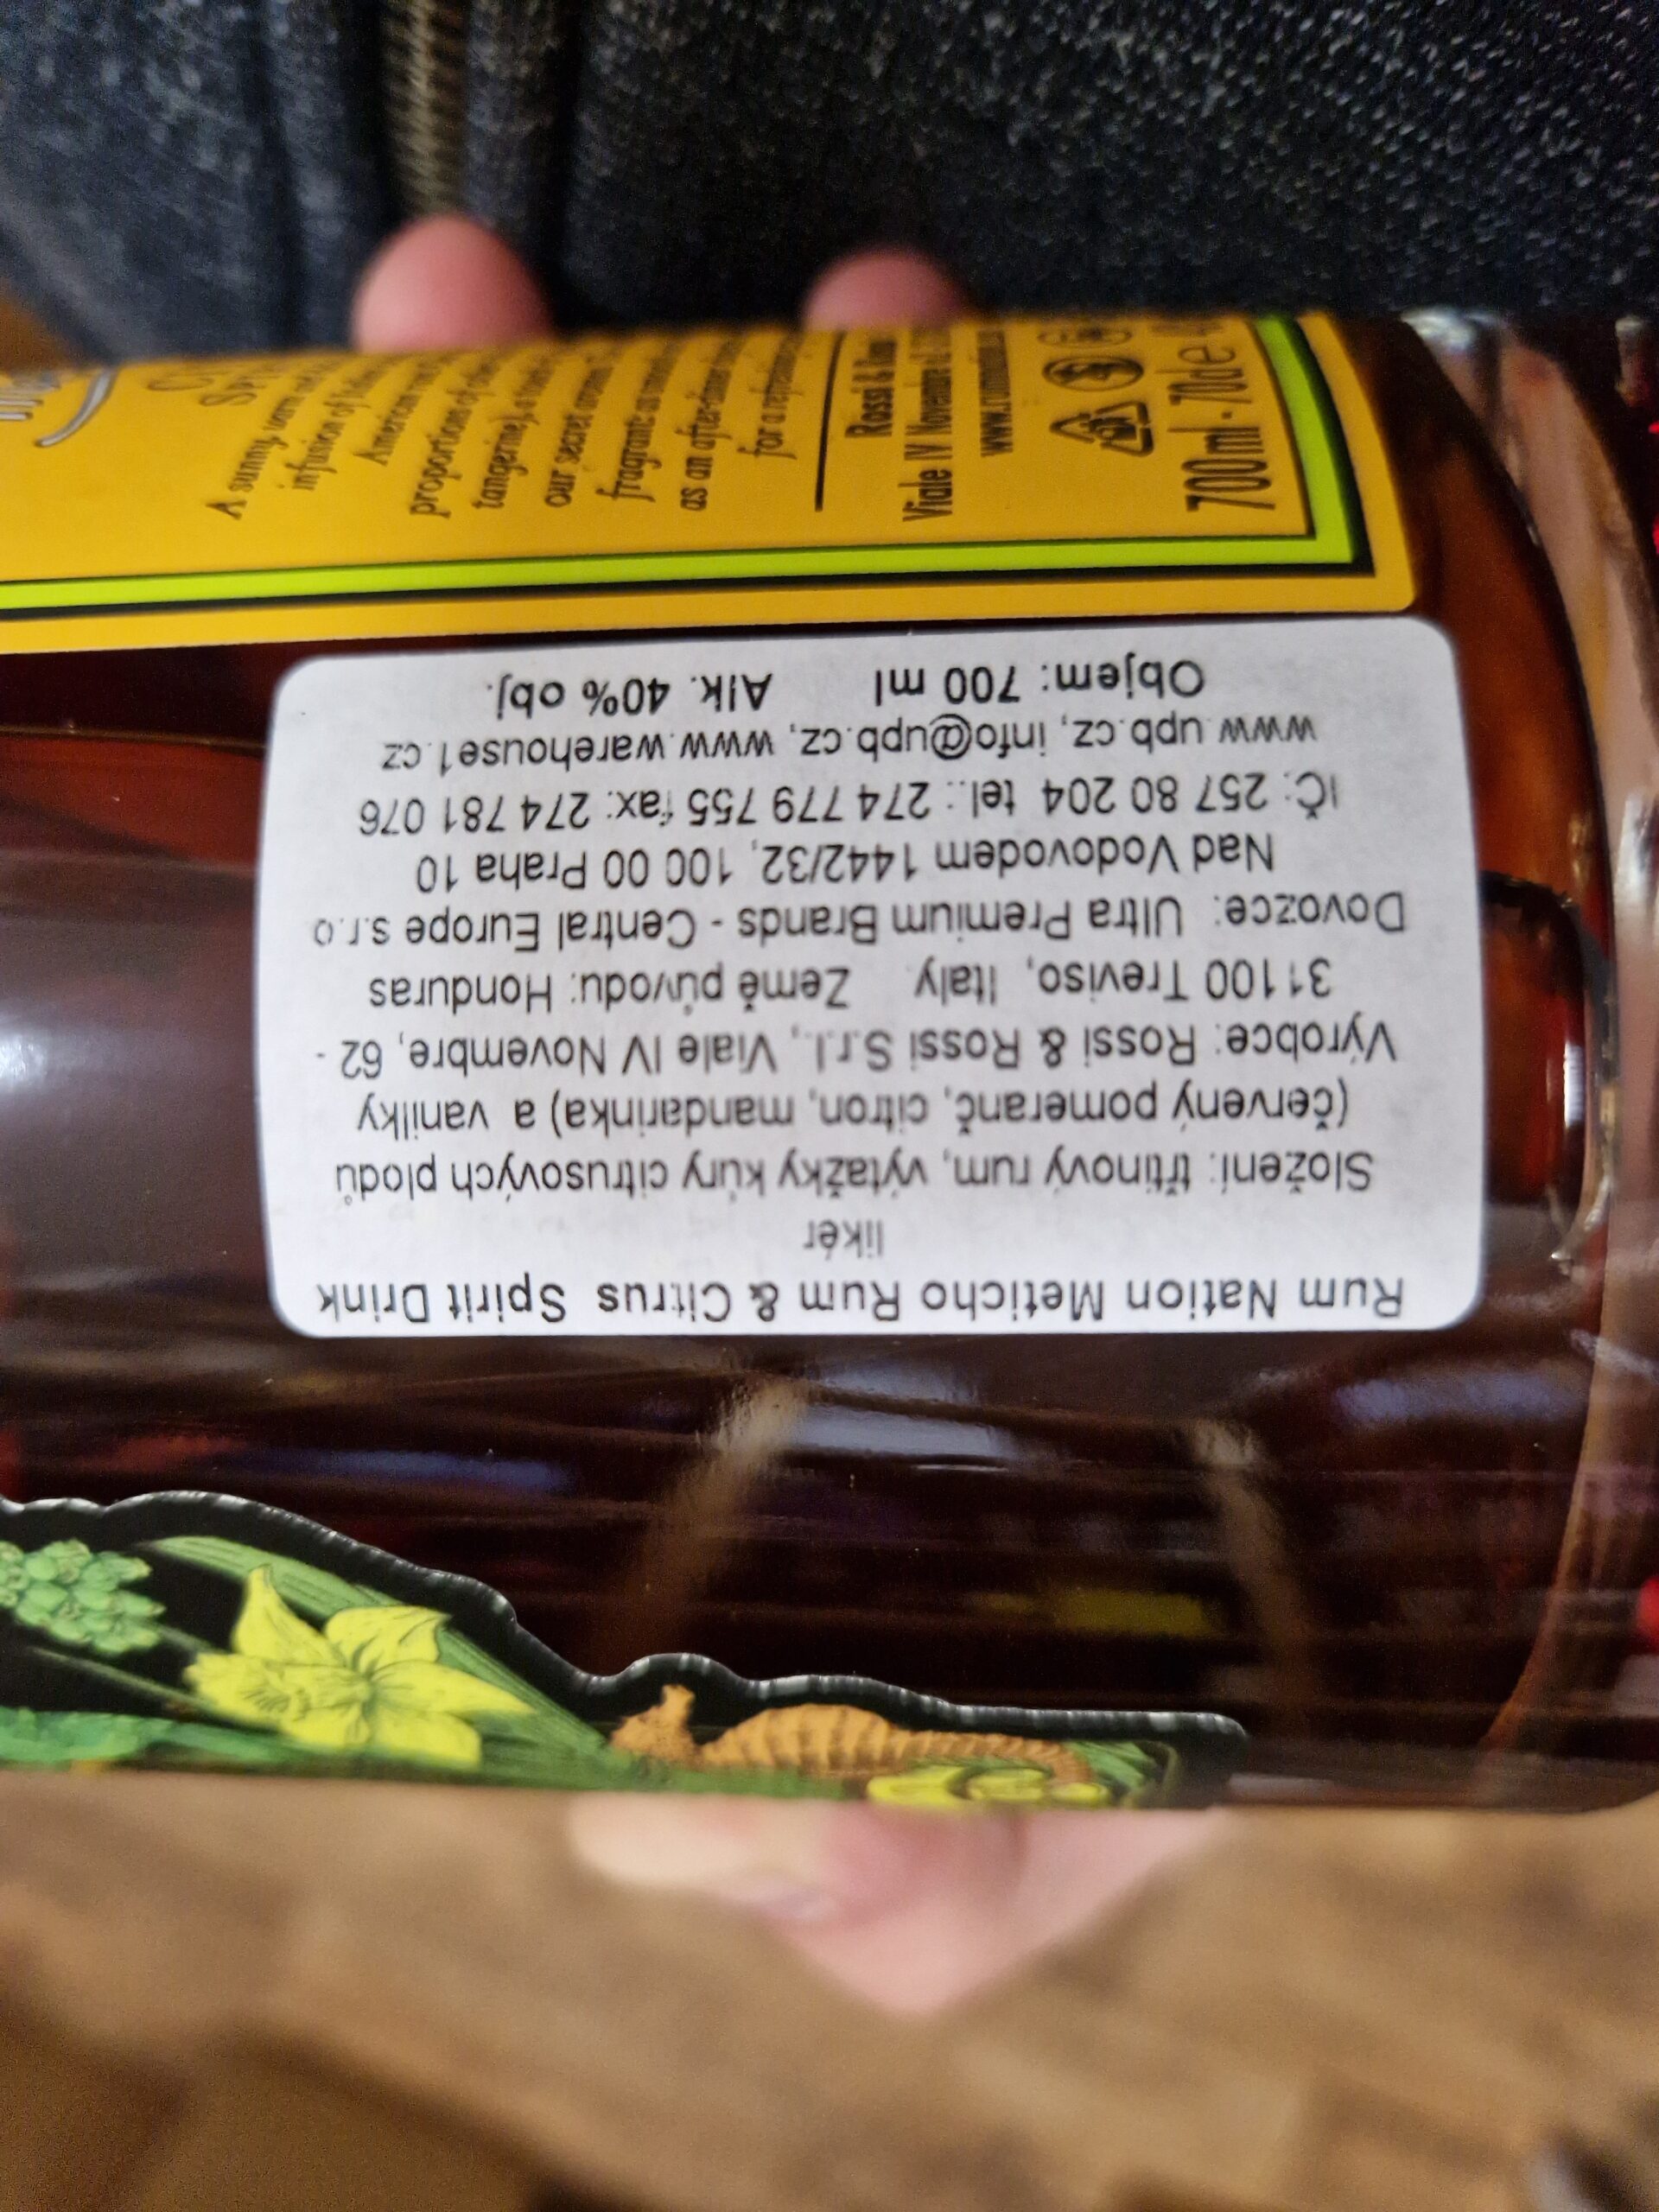 Rum Nation Meticho Rum & Citrus Spirit Drink
likér
Složení: třtinový rum, výtažky kůry citrusových plodů
(červený pomeranč, citron, mandarinka) a vanilky
Výrobce: Rossi & Rossi S.r.l., Viale IV Novembre, 62 -
31100 Treviso, Italy Země původu: Honduras
Dovozce: Ultra Premium Brands - Central Europe s.r.o
Nad Vodovodem 1442/32, 100 00 Praha 10
IČ: 257 80 204 tel.: 274 779 755 fax: 274 781 076
www.upb.cz, info@upb.cz, www.warehouse1.cz
Objem: 700 ml Alk. 40% obj.
A sunny, warm
infusion of
American
proportions of
tangerine), a
our secret
fragrant: as
as an after-dinner
for a
Rossi &
Viale IV Novembre
700ml · 70cl e